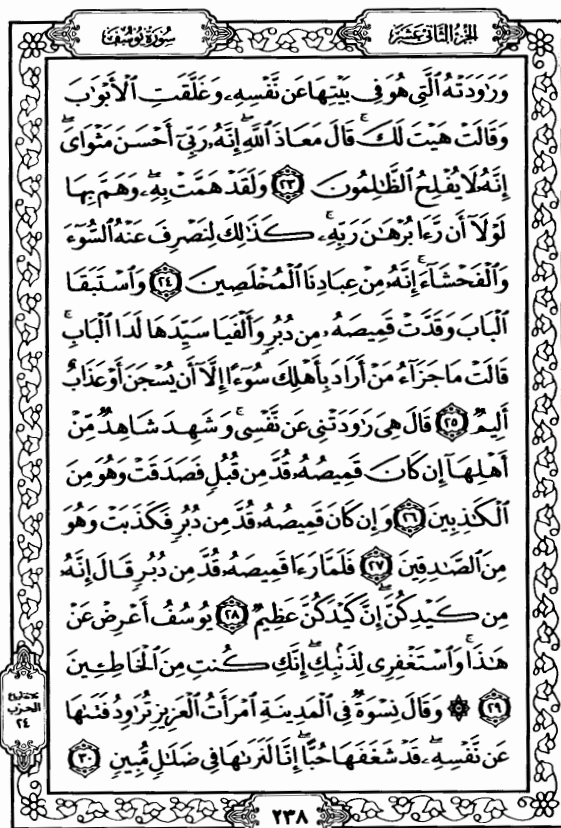 الجزء الثاني عشر
سورة يوسف
وَرَٰوَدَتْهُ ٱلَّتِى هُوَ فِى بَيْتِهَا عَن نَّفْسِهِۦ وَغَلَّقَتِ ٱلْأَبْوَٰبَ
وَقَالَتْ هَيْتَ لَكَ ۚ قَالَ مَعَاذَ ٱللَّهِ ۖ إِنَّهُۥ رَبِّىٓ أَحْسَنَ مَثْوَاىَ ۖ
إِنَّهُۥ لَا يُفْلِحُ ٱلظَّٰلِمُونَ ٢٣ وَلَقَدْ هَمَّتْ بِهِۦ ۖ وَهَمَّ بِهَا
لَوْلَآ أَن رَّءَا بُرْهَٰنَ رَبِّهِۦ ۚ كَذَٰلِكَ لِنَصْرِفَ عَنْهُ ٱلسُّوٓءَ
وَٱلْفَحْشَآءَ ۚ إِنَّهُۥ مِنْ عِبَادِنَا ٱلْمُخْلَصِينَ ٢٤ وَٱسْتَبَقَا
ٱلْبَابَ وَقَدَّتْ قَمِيصَهُۥ مِن دُبُرٍ وَأَلْفَيَا سَيِّدَهَا لَدَا ٱلْبَابِ ۚ
قَالَتْ مَا جَزَآءُ مَنْ أَرَادَ بِأَهْلِكَ سُوٓءًا إِلَّآ أَن يُسْجَنَ أَوْ عَذَابٌ
أَلِيمٌ ٢٥ قَالَ هِىَ رَٰوَدَتْنِى عَن نَّفْسِى ۚ وَشَهِدَ شَاهِدٌ مِّنْ
أَهْلِهَآ إِن كَانَ قَمِيصُهُۥ قُدَّ مِن قُبُلٍ فَصَدَقَتْ وَهُوَ مِنَ
ٱلْكَٰذِبِينَ ٢٦ وَإِن كَانَ قَمِيصُهُۥ قُدَّ مِن دُبُرٍ فَكَذَبَتْ وَهُوَ
مِنَ ٱلصَّٰدِقِينَ ٢٧ فَلَمَّا رَءَا قَمِيصَهُۥ قُدَّ مِن دُبُرٍ قَالَ إِنَّهُۥ
مِن كَيْدِكُنَّ ۖ إِنَّ كَيْدَكُنَّ عَظِيمٌ ٢٨ يُوسُفُ أَعْرِضْ عَنْ
هَٰذَا ۚ وَٱسْتَغْفِرِى لِذَنۢبِكِ ۖ إِنَّكِ كُنتِ مِنَ ٱلْخَاطِـِٔينَ
٢٩ ۞ وَقَالَ نِسْوَةٌ فِى ٱلْمَدِينَةِ ٱمْرَأَتُ ٱلْعَزِيزِ تُرَٰوِدُ فَتَىٰهَا
عَن نَّفْسِهِۦ ۖ قَدْ شَغَفَهَا حُبًّا ۖ إِنَّا لَنَرَىٰهَا فِى ضَلَٰلٍ مُّبِينٍ ٣٠
الحزب
٢٤
٢٣٨